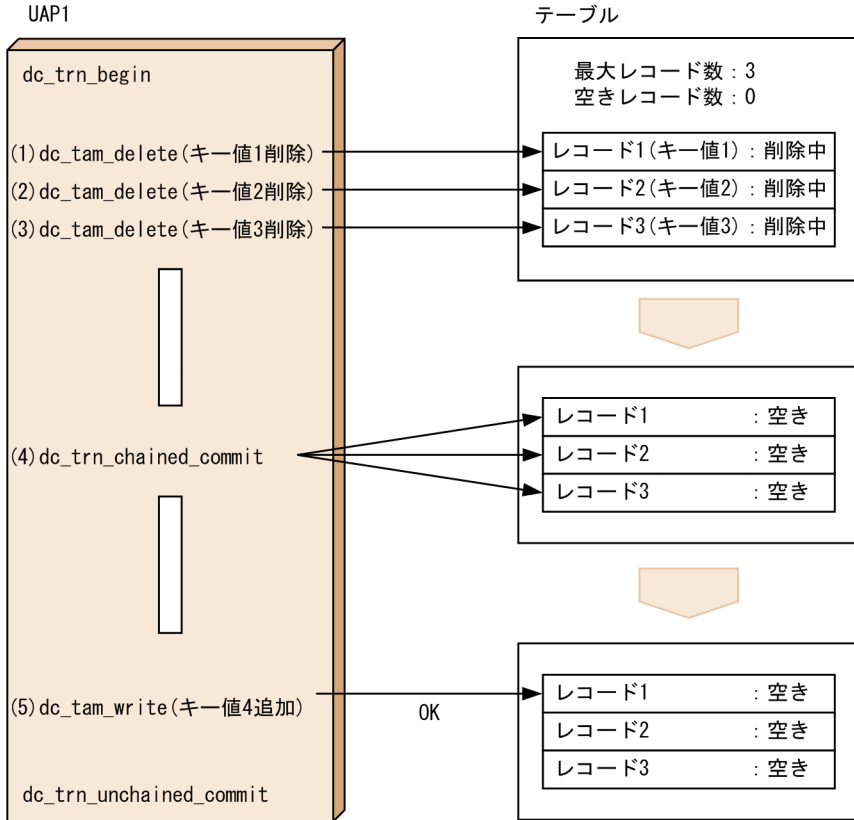 UAP1
テーブル
dc_trn_begin
最大レコード数：3
空きレコード数：0
(1)dc_tam_delete(キー値1削除)
レコード1(キー値1)：削除中
(2)dc_tam_delete(キー値2削除)
レコード2(キー値2)：削除中
(3)dc_tam_delete(キー値3削除)
レコード3(キー値3)：削除中
レコード1　：空き
(4)dc_trn_chained_commit
レコード2　：空き
レコード3　：空き
(5)dc_tam_write(キー値4追加)
OK
レコード1　：空き
レコード2　：空き
レコード3　：空き
dc_trn_unchained_commit